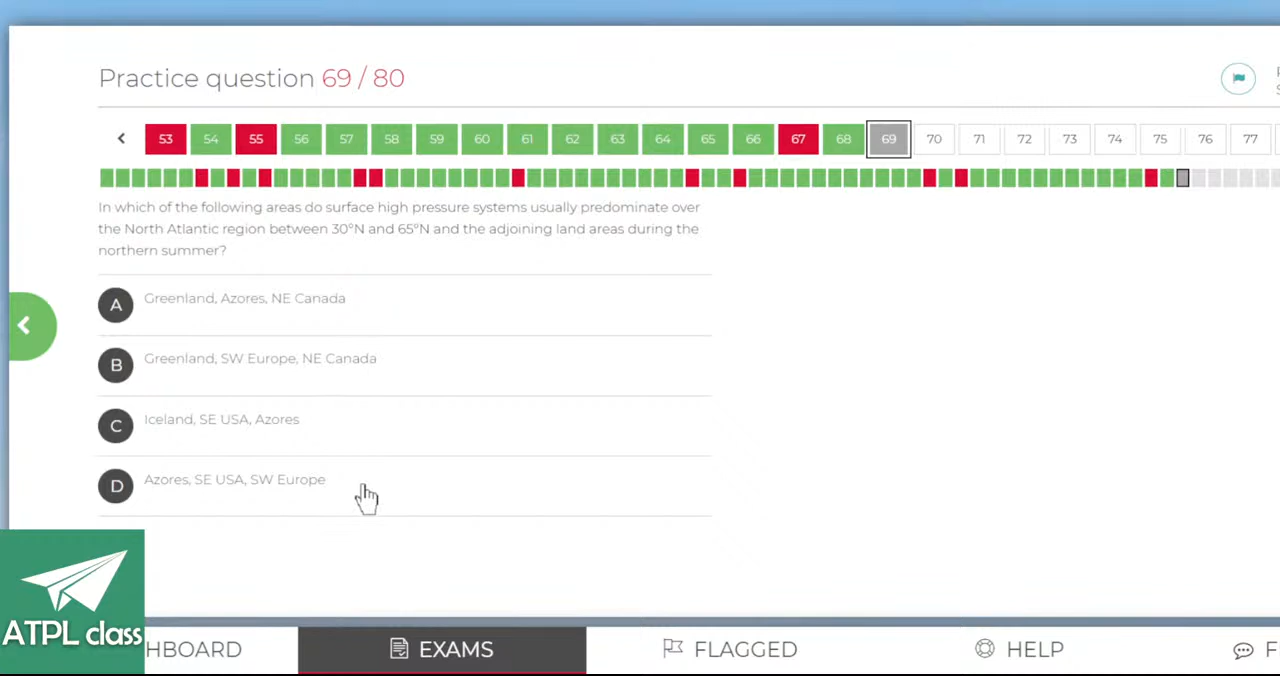 Practice question 69 / 80
53 54 55 56 57 58 59 60 61 62 63 64 65 66 67 68 69 70 71 72 73 74 75 76 77
In which of the following areas do surface high pressure systems usually predominate over
the North Atlantic region between 30°N and 65°N and the adjoining land areas during the
northern summer?
A Greenland, Azores, NE Canada
B Greenland, SW Europe, NE Canada
C Iceland, SE USA, Azores
D Azores, SE USA, SW Europe
ATPL class
HBOARD EXAMS FLAGGED HELP F